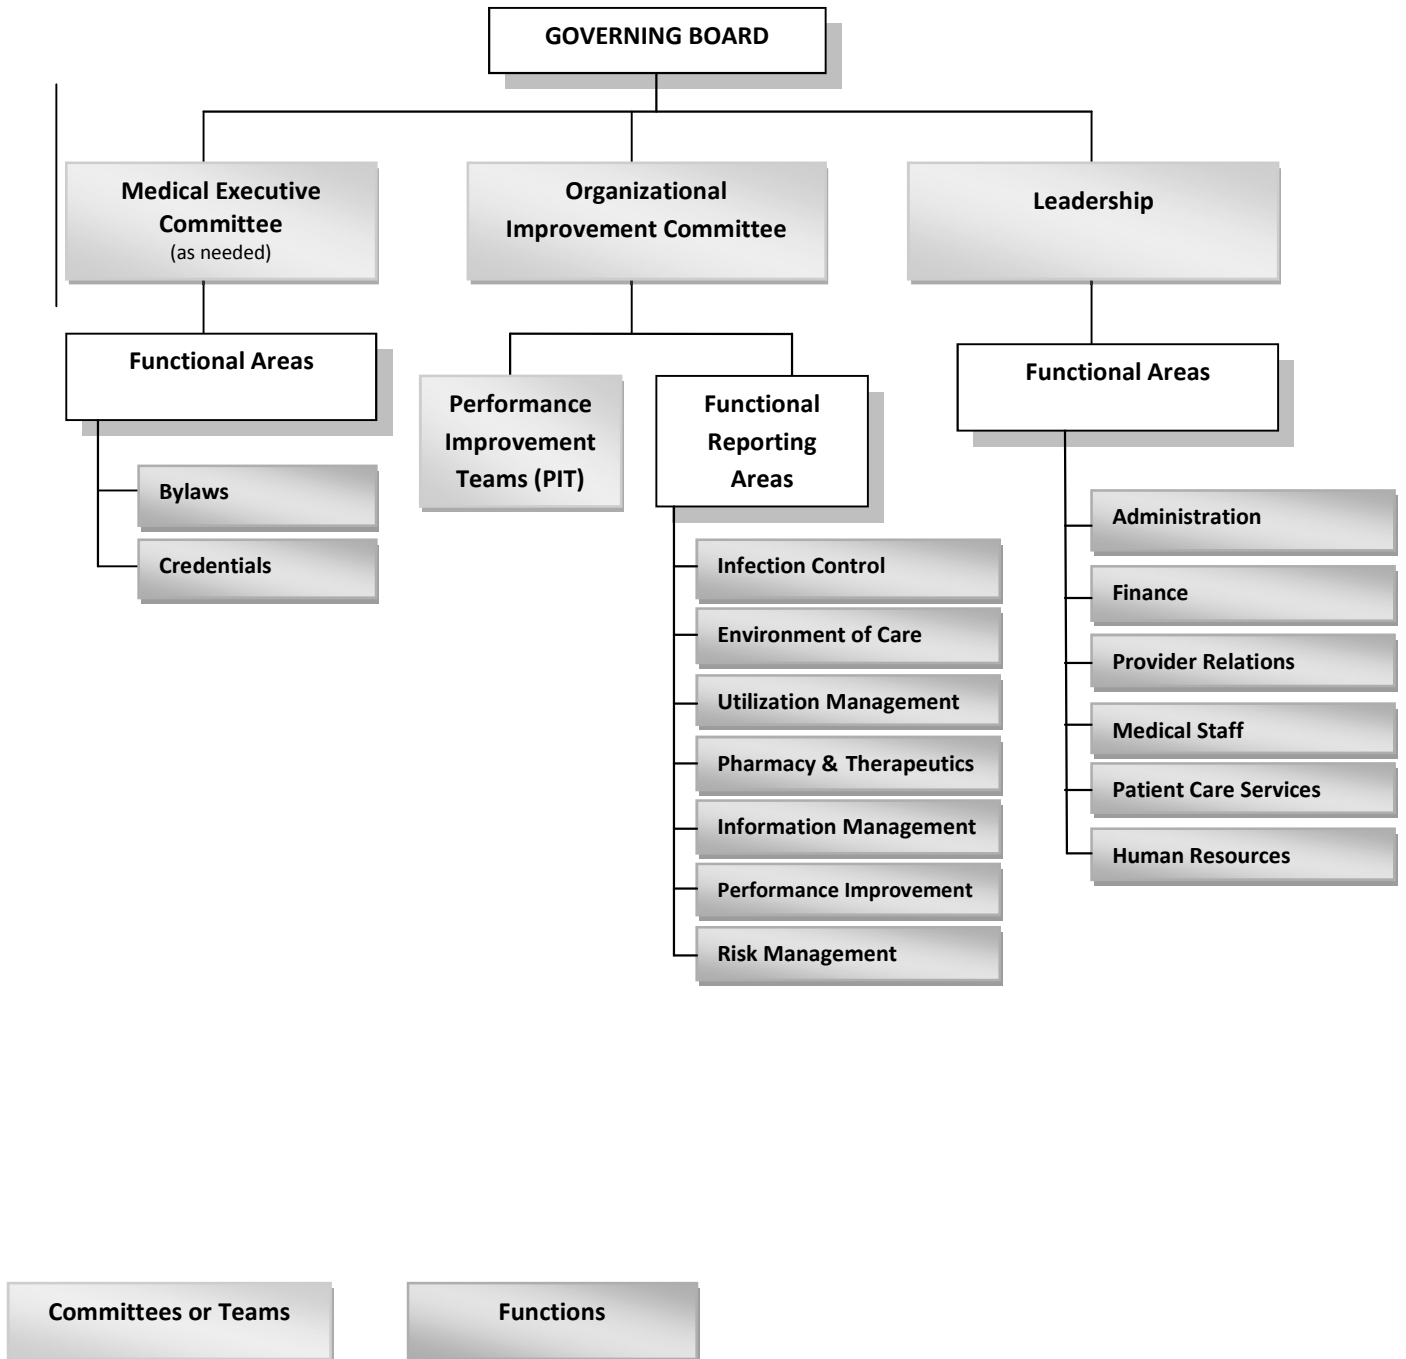 GOVERNING BOARD
Medical Executive
Committee
(as needed)
Organizational
Improvement Committee
Leadership
Functional Areas
Bylaws
Credentials
Performance
Improvement
Teams (PIT)
Functional
Reporting
Areas
Infection Control
Environment of Care
Utilization Management
Pharmacy & Therapeutics
Information Management
Performance Improvement
Risk Management
Functional Areas
Administration
Finance
Provider Relations
Medical Staff
Patient Care Services
Human Resources
Committees or Teams
Functions